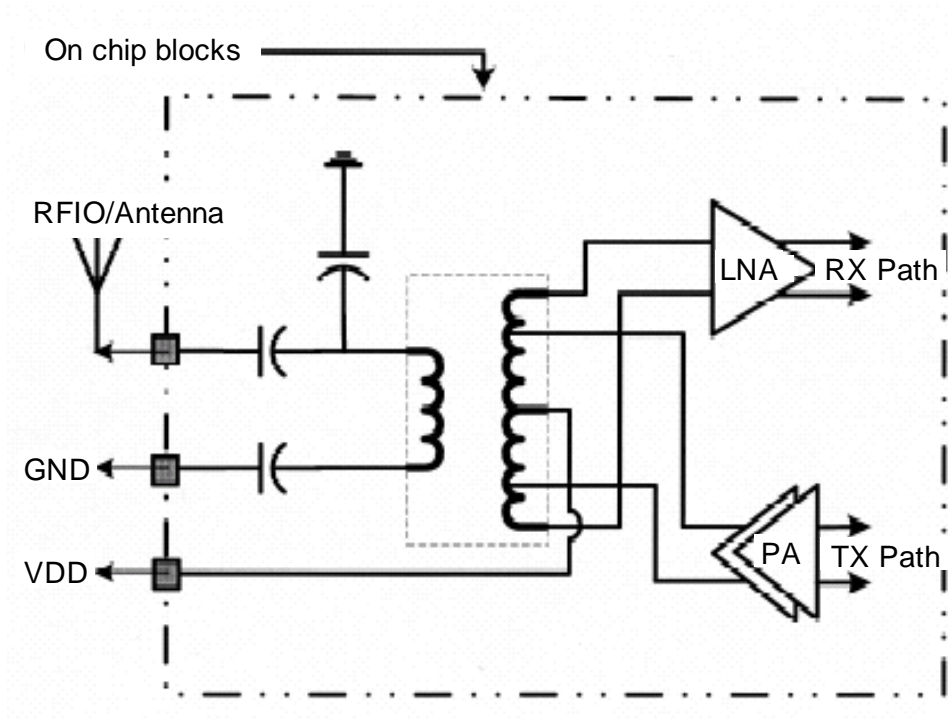 On chip blocks
RFIO/Antenna
LNA
RX Path
GND
VDD
PA
TX Path